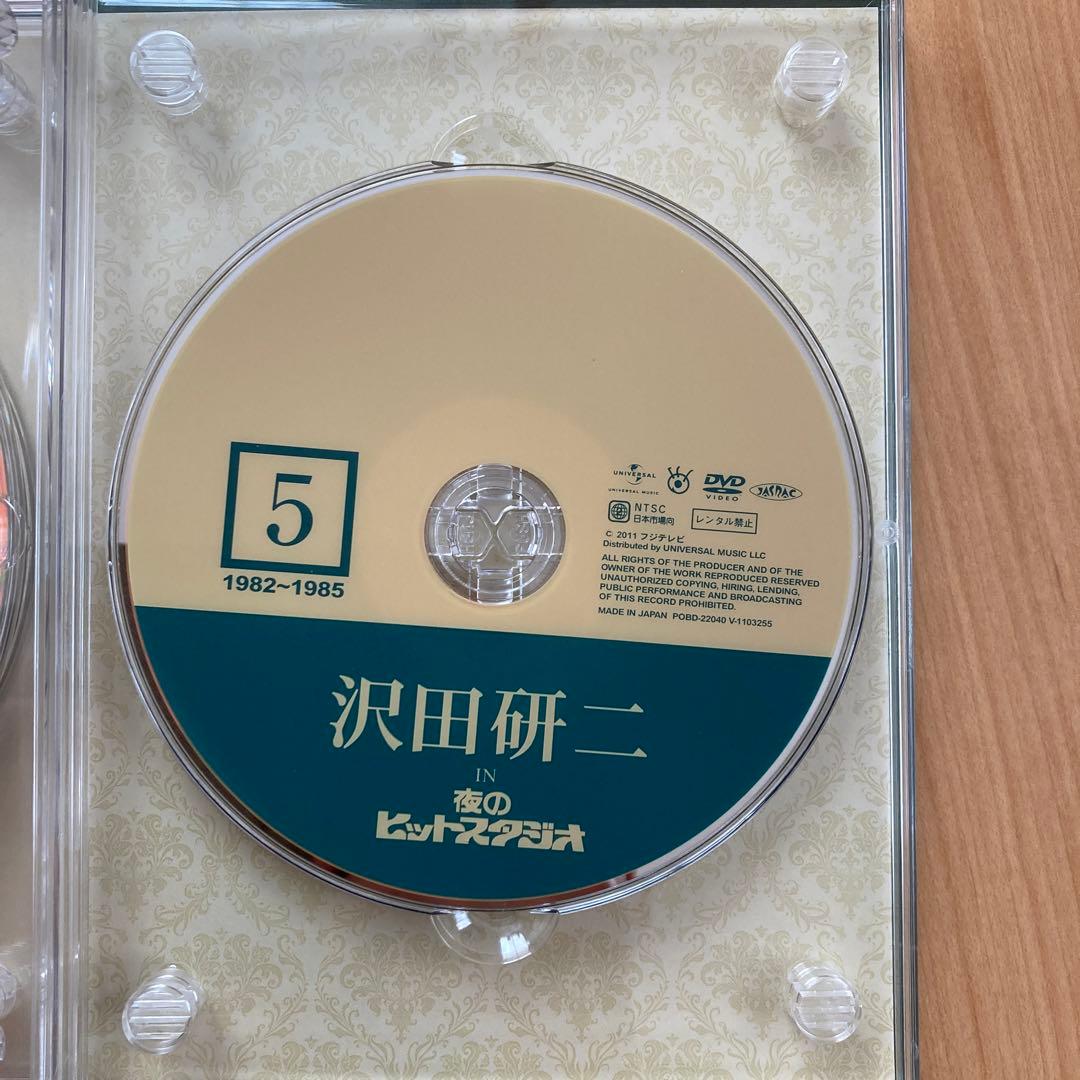 5
1982~1985
UNIVERSAL
UNIVERSAL MUSIC
DVD
VIDEO
JASRAC
NTSC
日本市場向
レンタル禁止
C 2011 フジテレビ
Distributed by UNIVERSAL MUSIC LLC
ALL RIGHTS OF THE PRODUCER AND OF THE
OWNER OF THE WORK REPRODUCED RESERVED
UNAUTHORIZED COPYING, HIRING, LENDING,
PUBLIC PERFORMANCE AND BROADCASTING
OF THIS RECORD PROHIBITED.
MADE IN JAPAN POBD-22040 V-1103255
沢田研二
IN
夜の
ヒットスタジオ